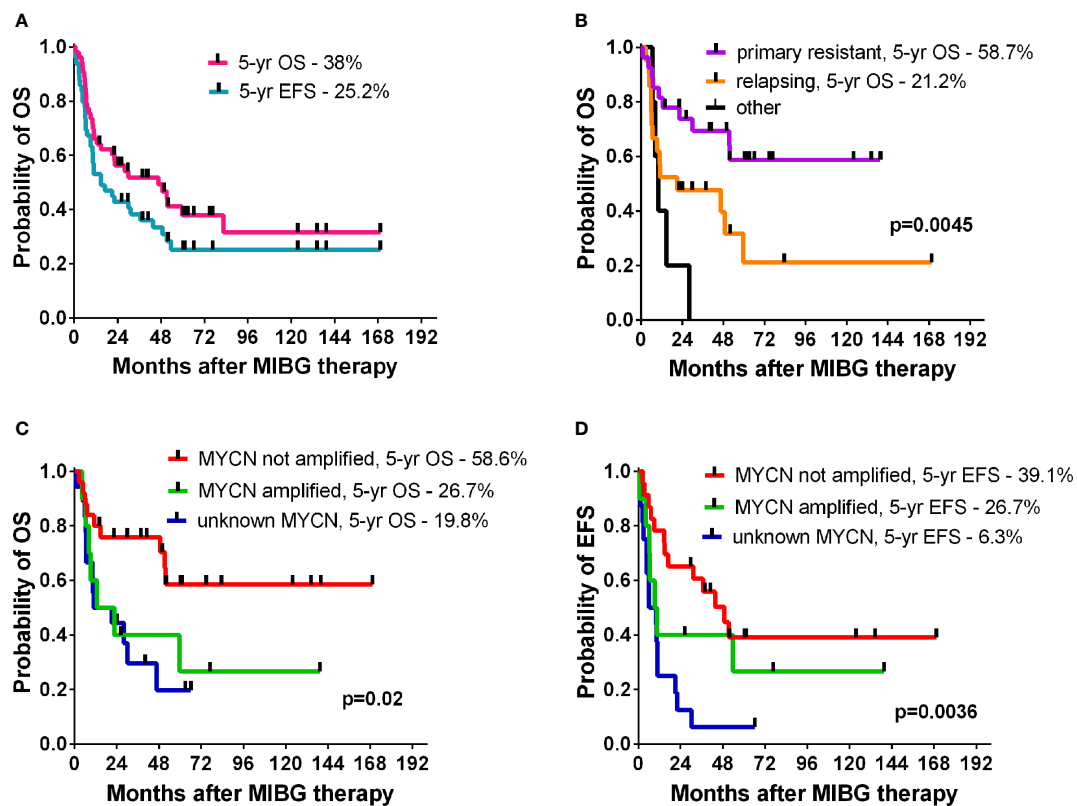 A
1.0
0.8
0.6
0.4
0.2
0.0
Probability of OS
5-yr OS - 38%
5-yr EFS - 25.2%
0 24 48 72 96 120 144 168 192
Months after MIBG therapy
B
1.0
0.8
0.6
0.4
0.2
0.0
Probability of OS
primary resistant, 5-yr OS - 58.7%
relapsing, 5-yr OS - 21.2%
other
p=0.0045
0 24 48 72 96 120 144 168 192
Months after MIBG therapy
C
1.0
0.8
0.6
0.4
0.2
0.0
Probability of OS
MYCN not amplified, 5-yr OS - 58.6%
MYCN amplified, 5-yr OS - 26.7%
unknown MYCN, 5-yr OS - 19.8%
p=0.02
0 24 48 72 96 120 144 168 192
Months after MIBG therapy
D
1.0
0.8
0.6
0.4
0.2
0.0
Probability of EFS
MYCN not amplified, 5-yr EFS - 39.1%
MYCN amplified, 5-yr EFS - 26.7%
unknown MYCN, 5-yr EFS - 6.3%
p=0.0036
0 24 48 72 96 120 144 168 192
Months after MIBG therapy